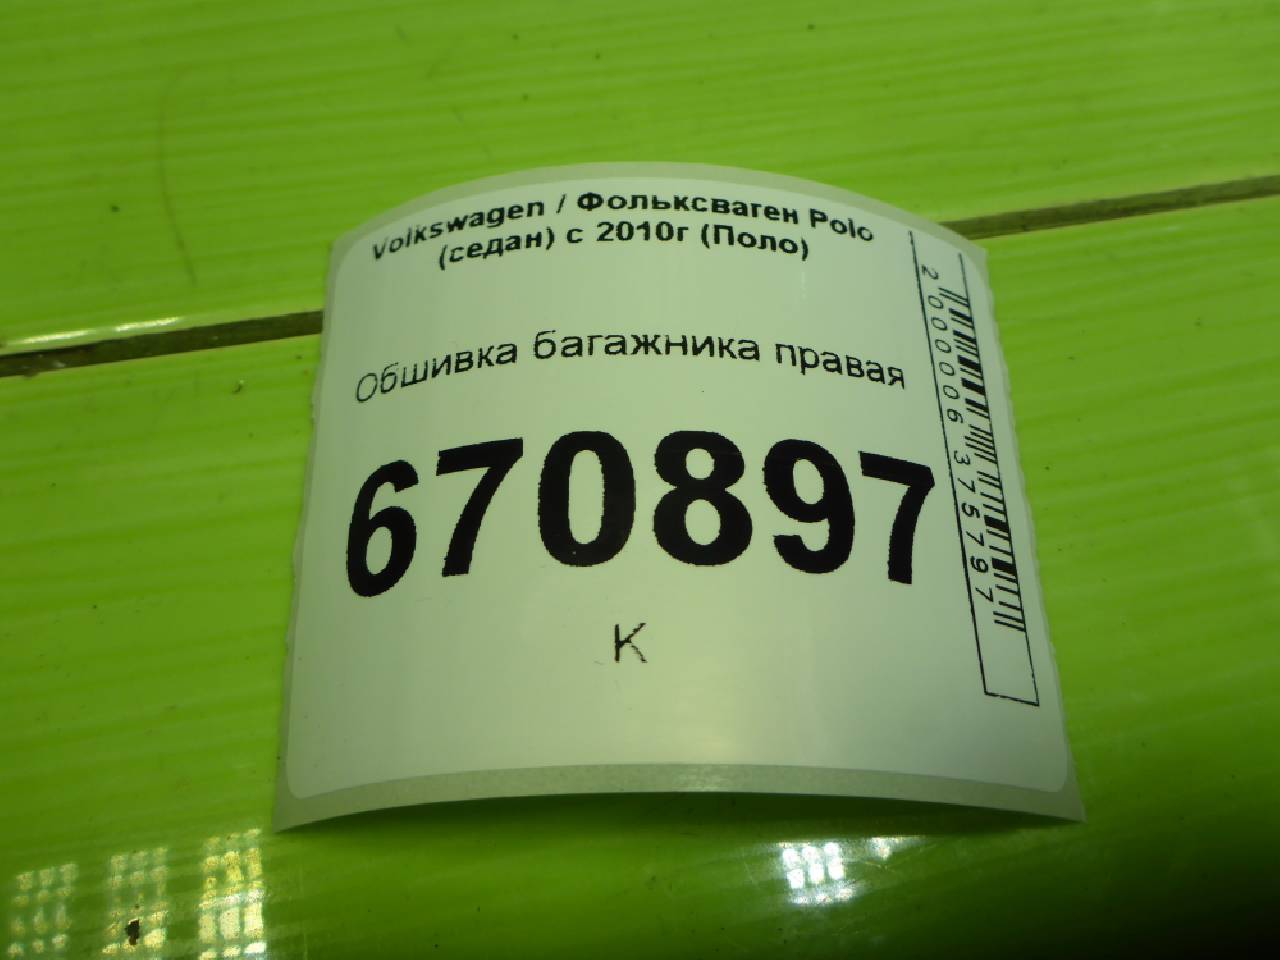 Volkswagen / Фольксваген Polo
(седан) с 2010г (Поло)
Обшивка багажника правая
670897
К
2000006375797